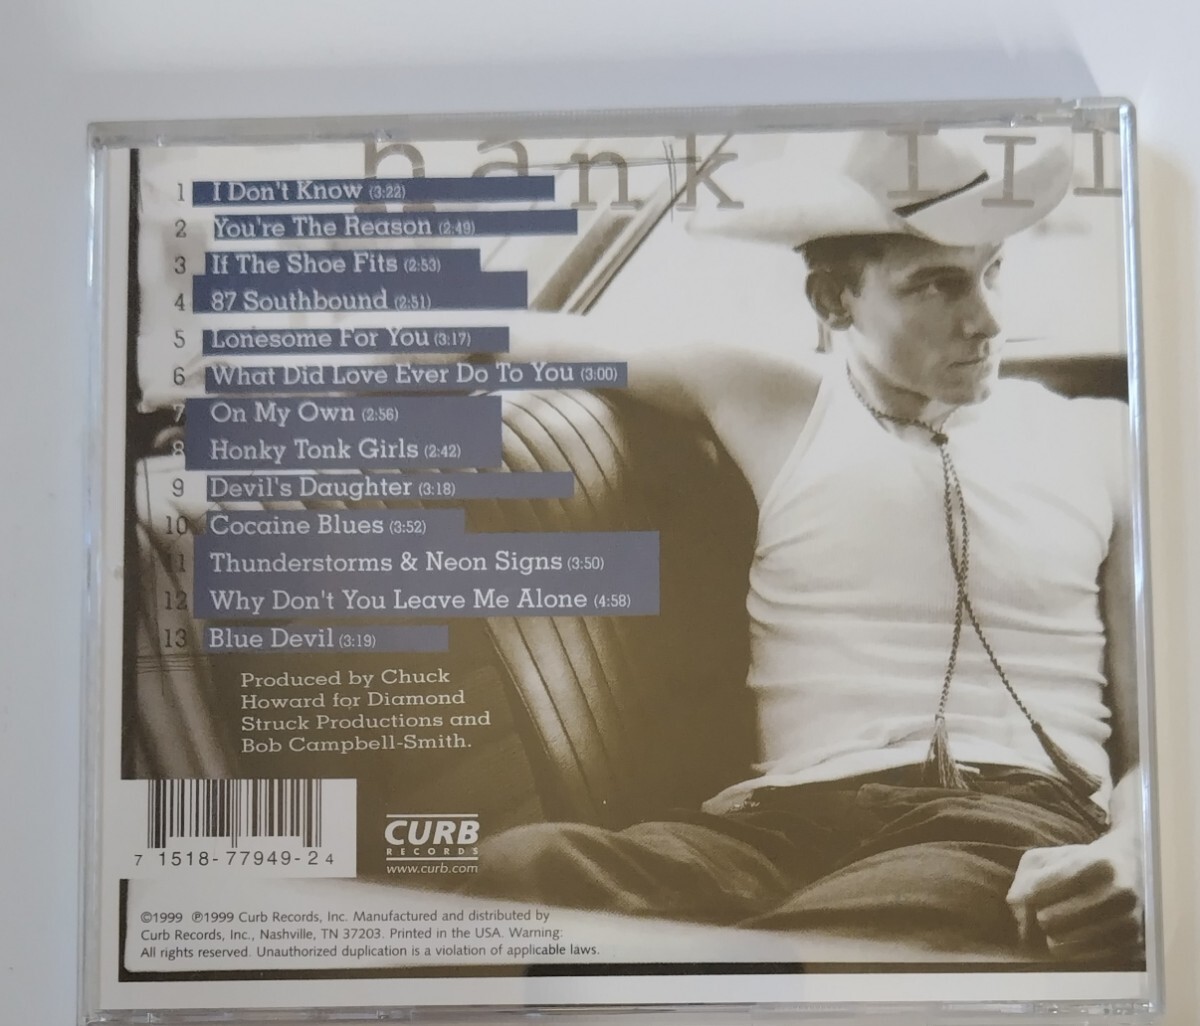 hank III
1 I Don't Know (3:22)
2 You're The Reason (2:49)
3 If The Shoe Fits (2:53)
4 87 Southbound (2:51)
5 Lonesome For You (3:17)
6 What Did Love Ever Do To You (3:00)
7 On My Own (2:56)
8 Honky Tonk Girls (2:42)
9 Devil's Daughter (3:18)
10 Cocaine Blues (3:52)
11 Thunderstorms & Neon Signs (3:50)
12 Why Don't You Leave Me Alone (4:58)
13 Blue Devil (3:19)
Produced by Chuck
Howard for Diamond
Struck Productions and
Bob Campbell-Smith.
7 1518-77949-2 4
CURB
RECORDS
www.curb.com
©1999 ℗1999 Curb Records, Inc. Manufactured and distributed by
Curb Records, Inc., Nashville, TN 37203. Printed in the USA. Warning:
All rights reserved. Unauthorized duplication is a violation of applicable laws.